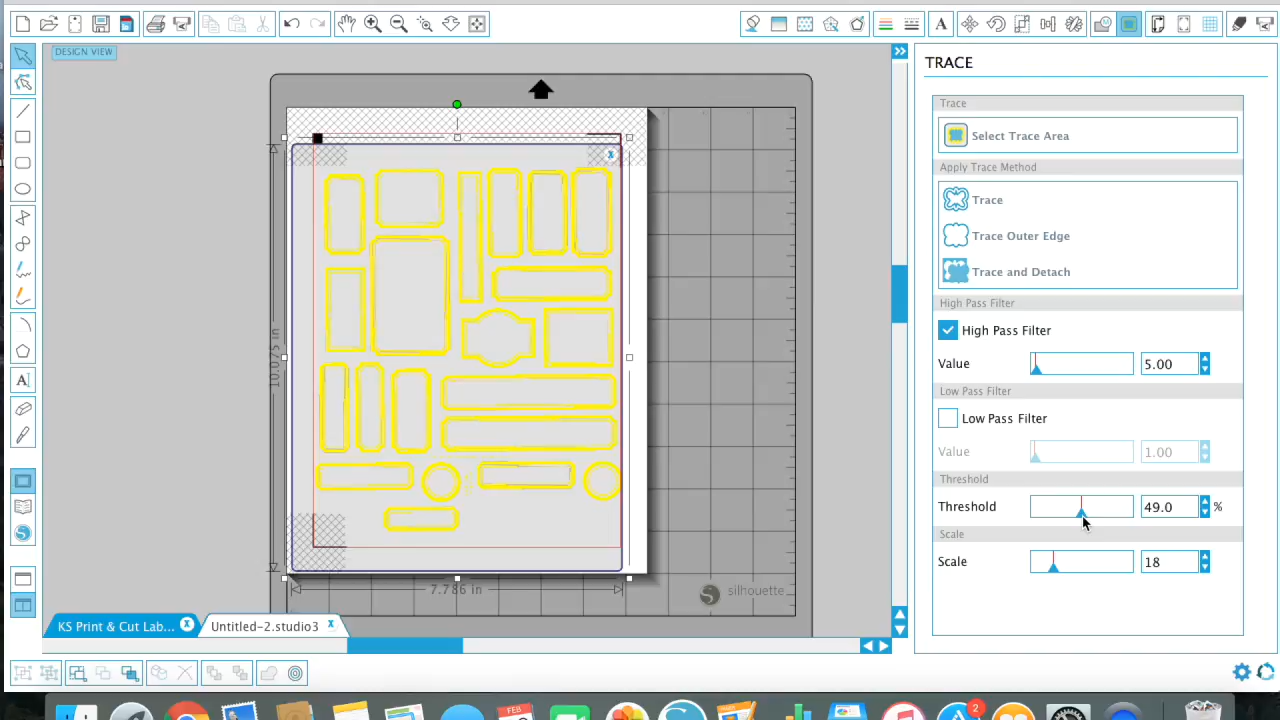 DESIGN VIEW
TRACE
Trace
Select Trace Area
Apply Trace Method
Trace
Trace Outer Edge
Trace and Detach
High Pass Filter
High Pass Filter
Value 5.00
Low Pass Filter
Low Pass Filter
Value 1.00
Threshold
Threshold 49.0 %
Scale
Scale 18
10.075 in
7.786 in
silhouette
KS Print & Cut Lab... Untitled-2.studio3
FEB
2